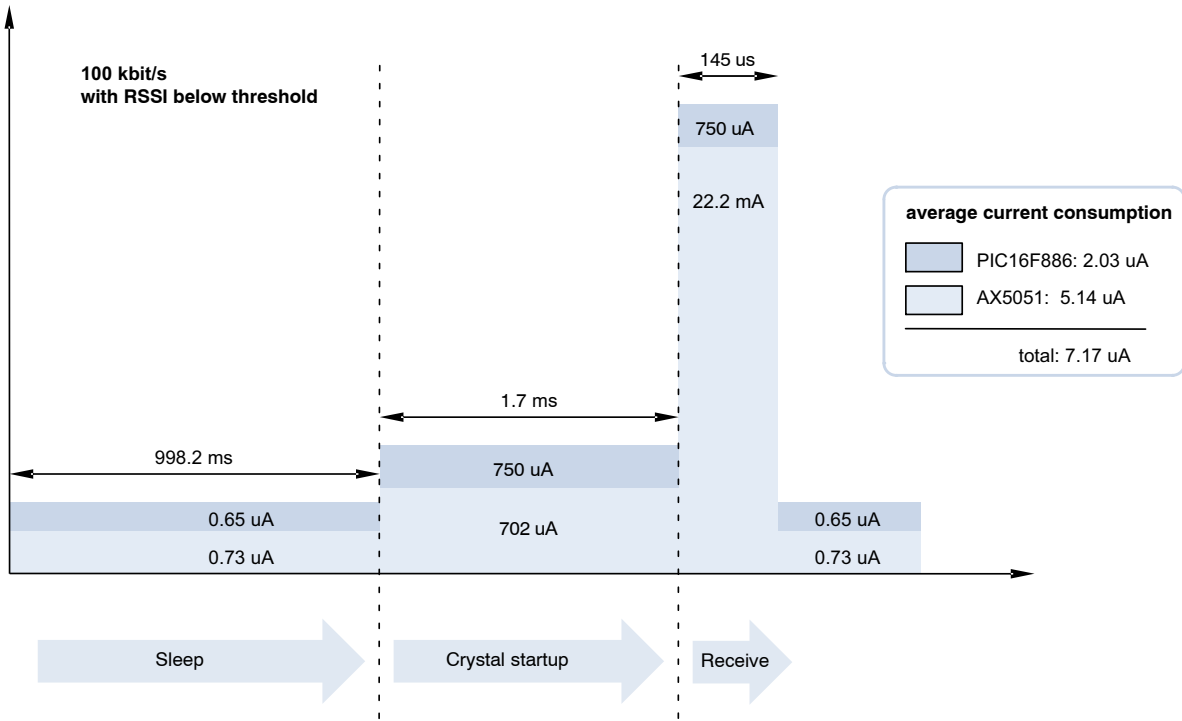 100 kbit/s
with RSSI below threshold
145 us
750 uA
22.2 mA
average current consumption
PIC16F886: 2.03 uA
AX5051: 5.14 uA
total: 7.17 uA
1.7 ms
998.2 ms
750 uA
0.65 uA
702 uA
0.65 uA
0.73 uA
0.73 uA
Sleep
Crystal startup
Receive